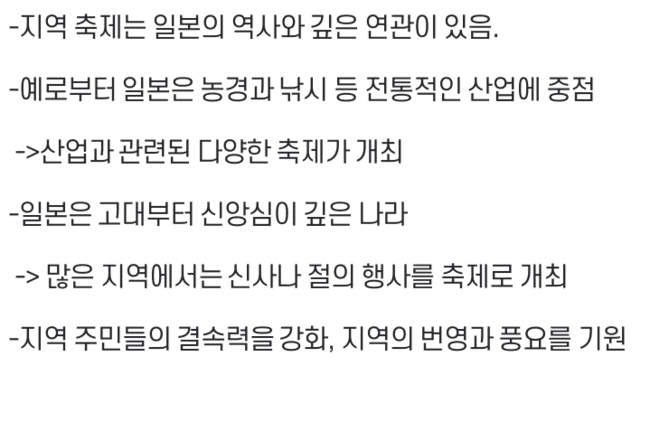 -지역 축제는 일본의 역사와 깊은 연관이 있음.
-예로부터 일본은 농경과 낚시 등 전통적인 산업에 중점
->산업과 관련된 다양한 축제가 개최
-일본은 고대부터 신앙심이 깊은 나라
-> 많은 지역에서는 신사나 절의 행사를 축제로 개최
-지역 주민들의 결속력을 강화, 지역의 번영과 풍요를 기원